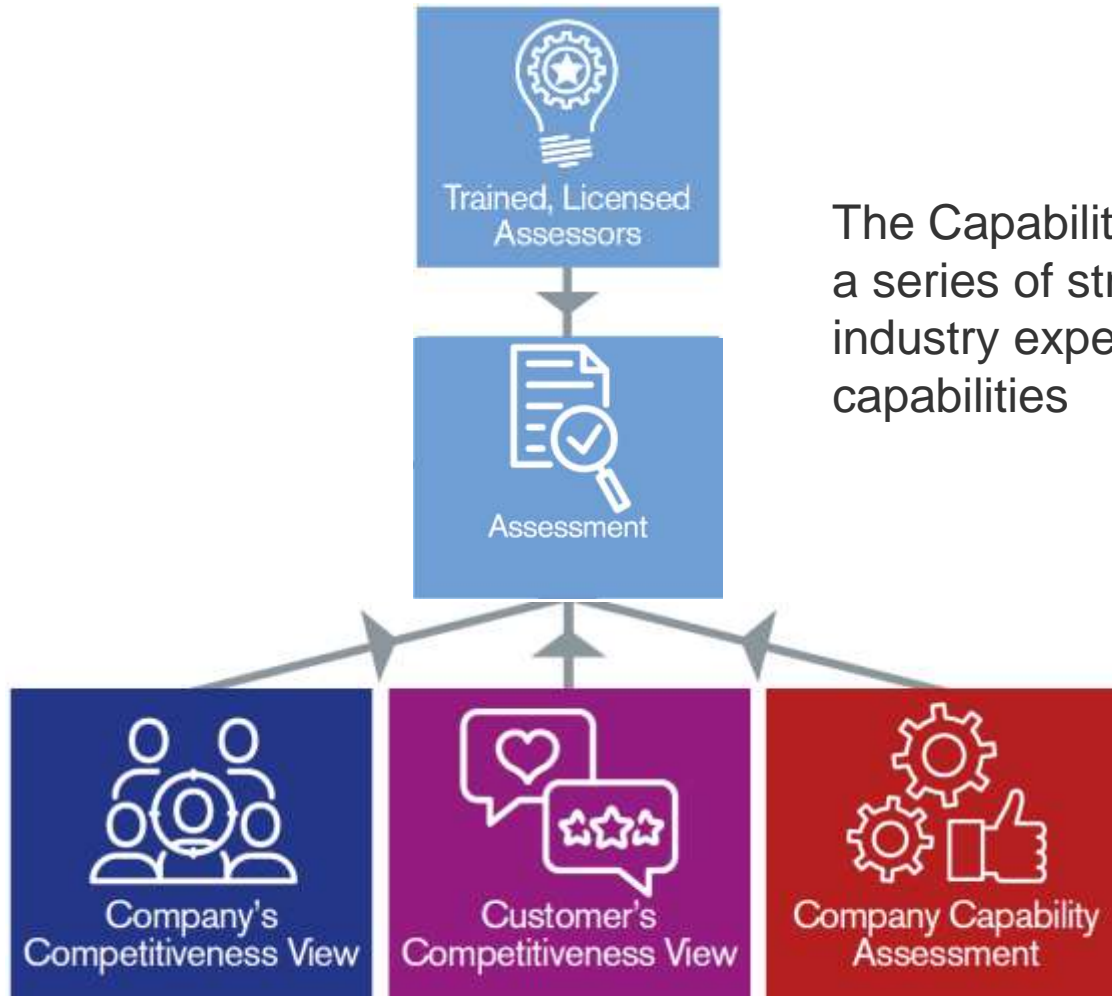 Trained, Licensed
Assessors
The Capabilit
a series of str
industry expe
capabilities
Assessment
Company's
Competitiveness View
Customer's
Competitiveness View
Company Capability
Assessment